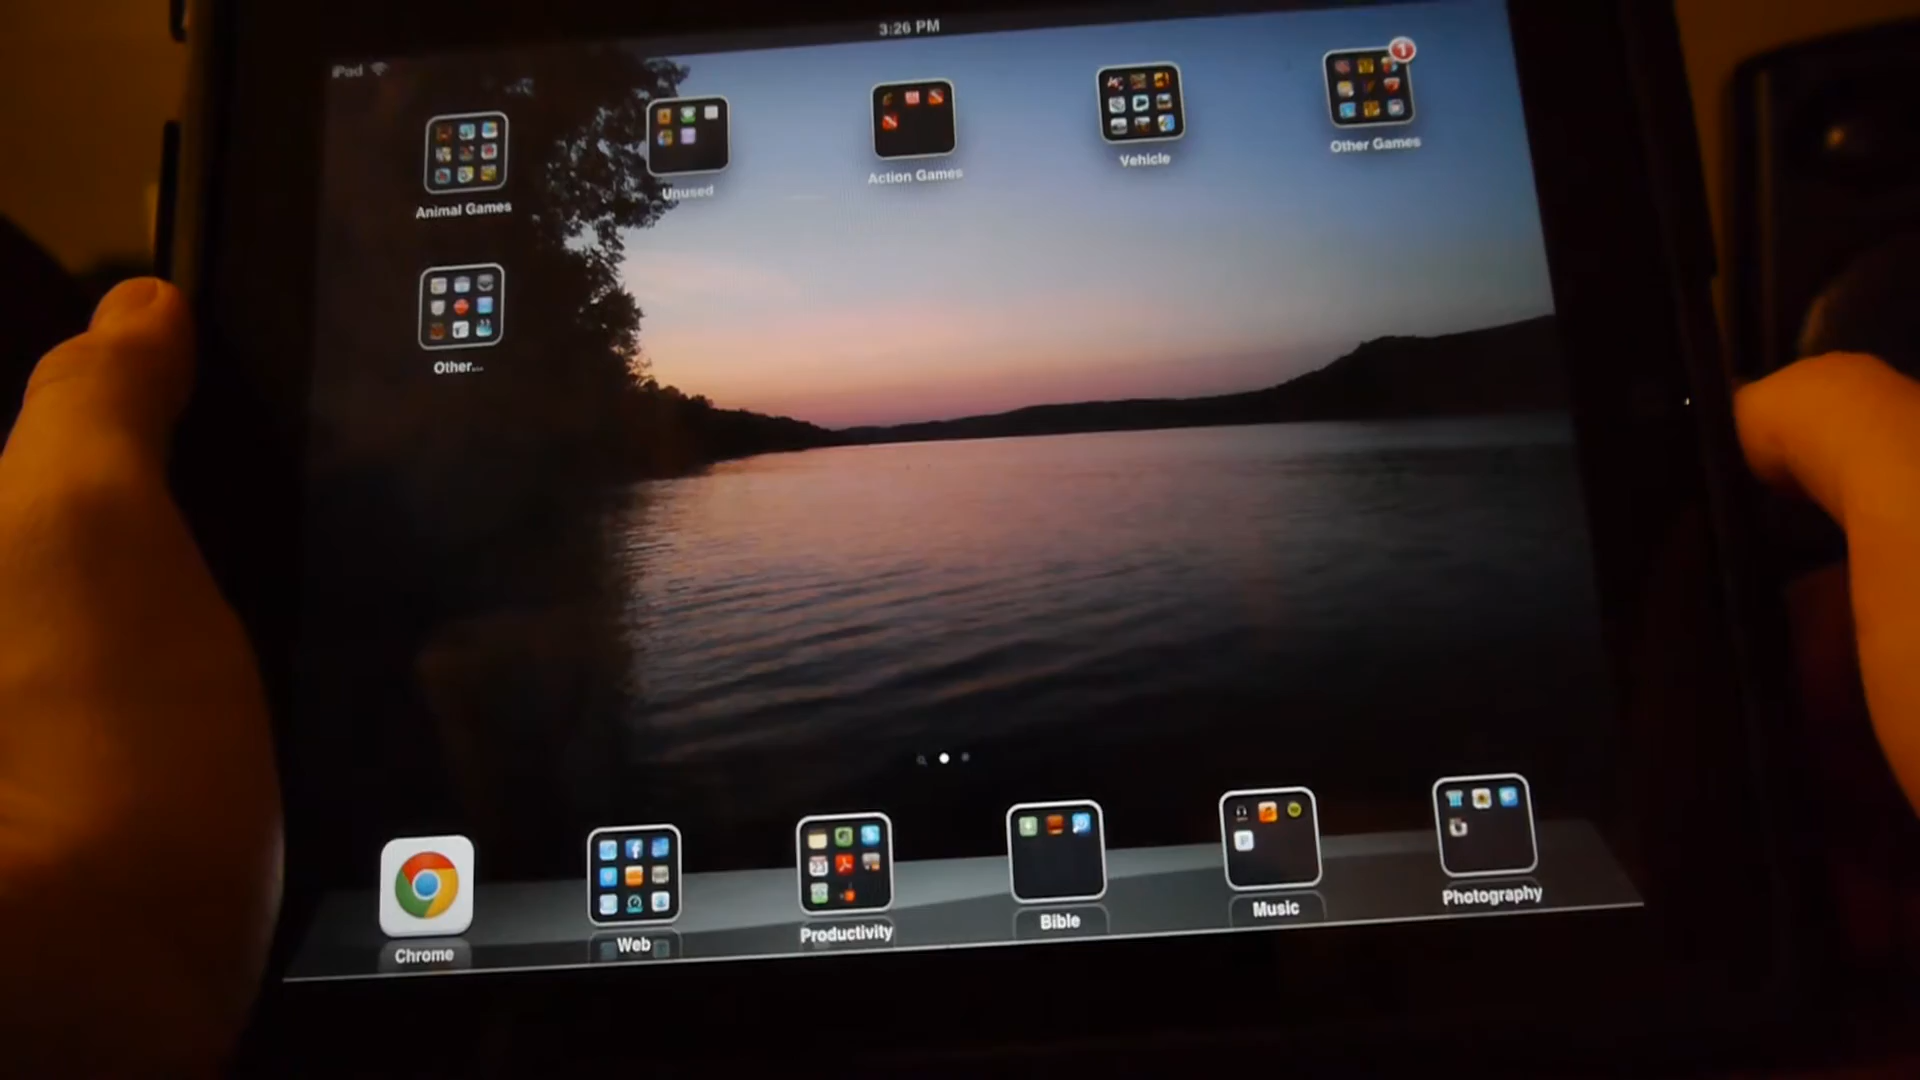 3:26 PM
iPad
1
Animal Games
Unused
Action Games
Vehicle
Other Games
Other...
Chrome
Web
Productivity
Bible
Music
Photography
23